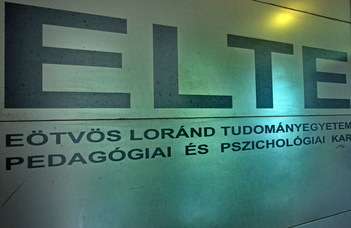 ELTE
EÖTVÖS LORÁND TUDOMÁNYEGYETEM
PEDAGÓGIAI ÉS PSZICHOLÓGIAI KAR